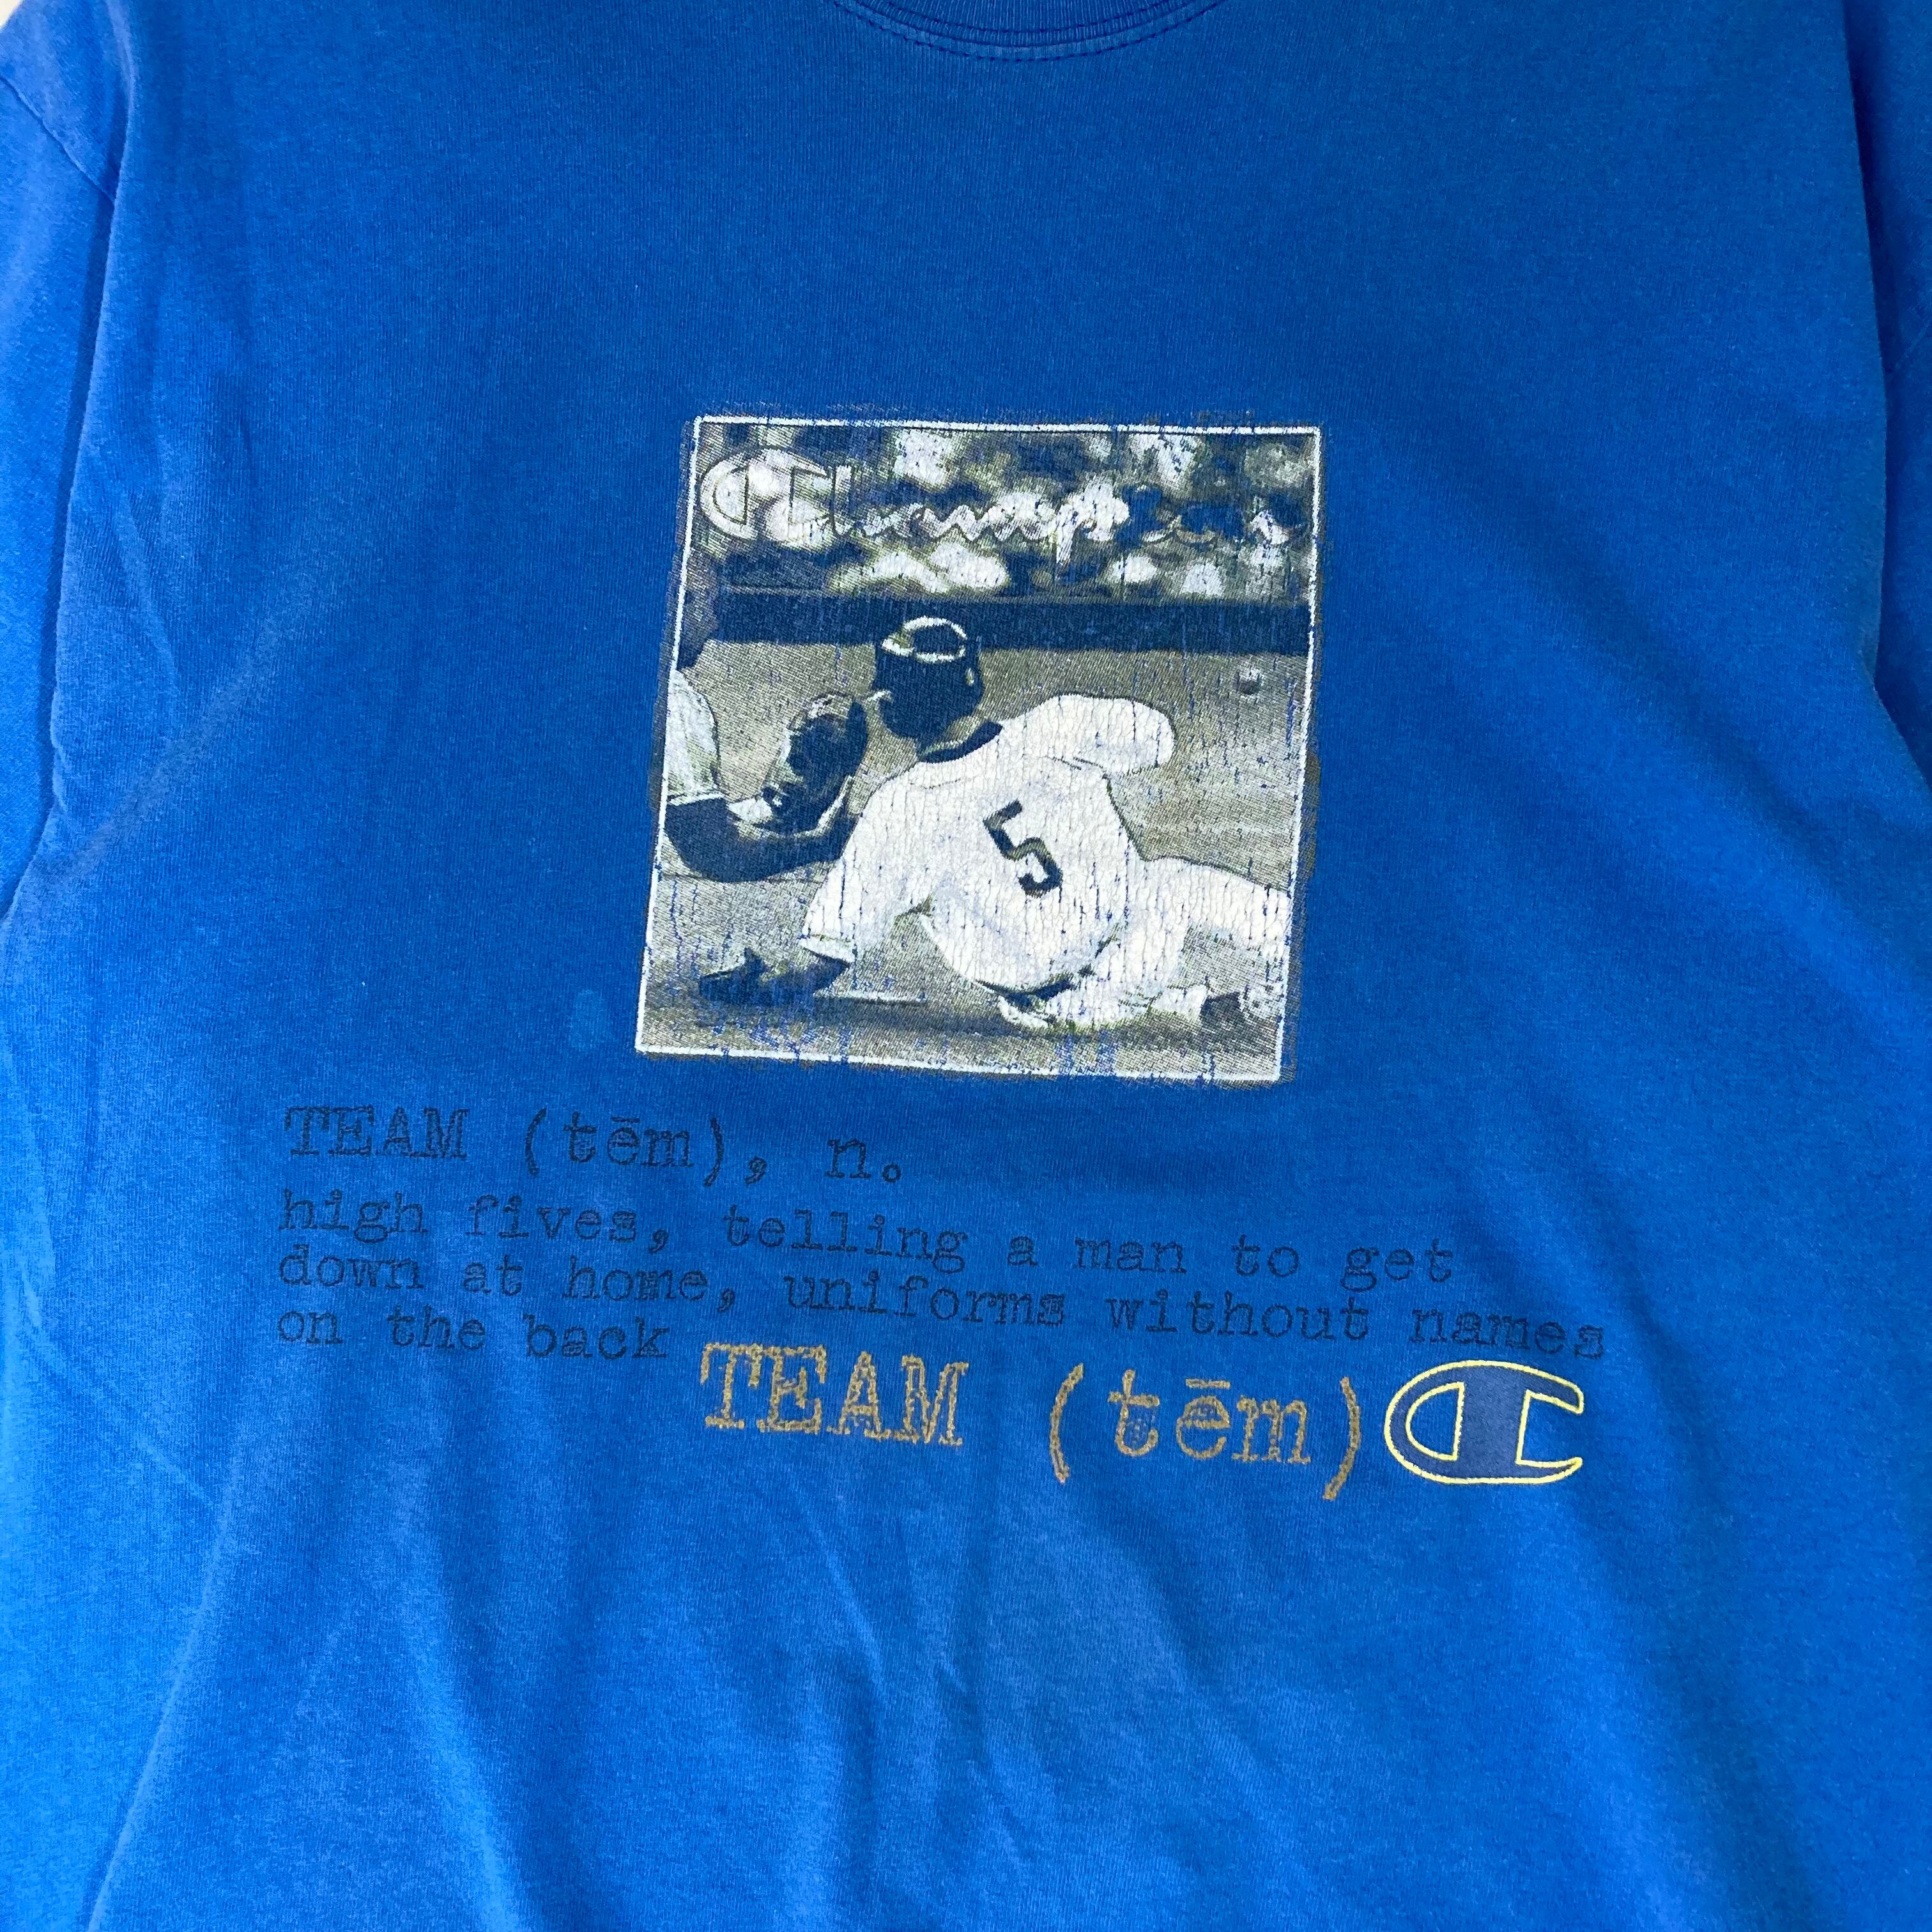 Champion
5
TEAM (tēm), n.
high fives, telling a man to get
down at home, uniforms without names
on the back
TEAM (tēm)